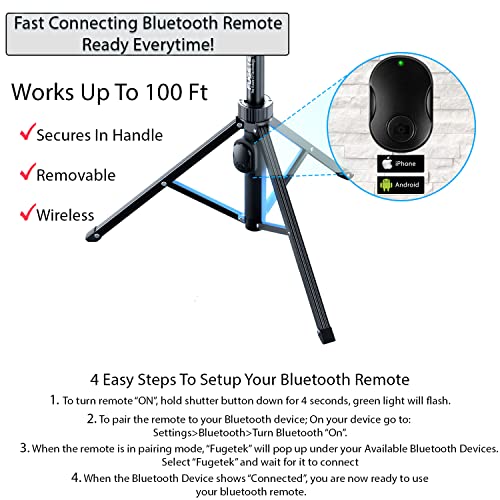 Fast Connecting Bluetooth Remote
Ready Everytime!
Works Up To 100 Ft
Secures In Handle
Removable
Wireless
FUGETEK
iPhone
Android
4 Easy Steps To Setup Your Bluetooth Remote
1. To turn remote "ON", hold shutter button down for 4 seconds, green light will flash.
2. To pair the remote to your Bluetooth device; On your device go to:
Settings>Bluetooth>Turn Bluetooth "On".
3. When the remote is in pairing mode, "Fugetek" will pop up under your Available Bluetooth Devices.
Select "Fugetek" and wait for it to connect
4. When the Bluetooth Device shows "Connected", you are now ready to use
your bluetooth remote.